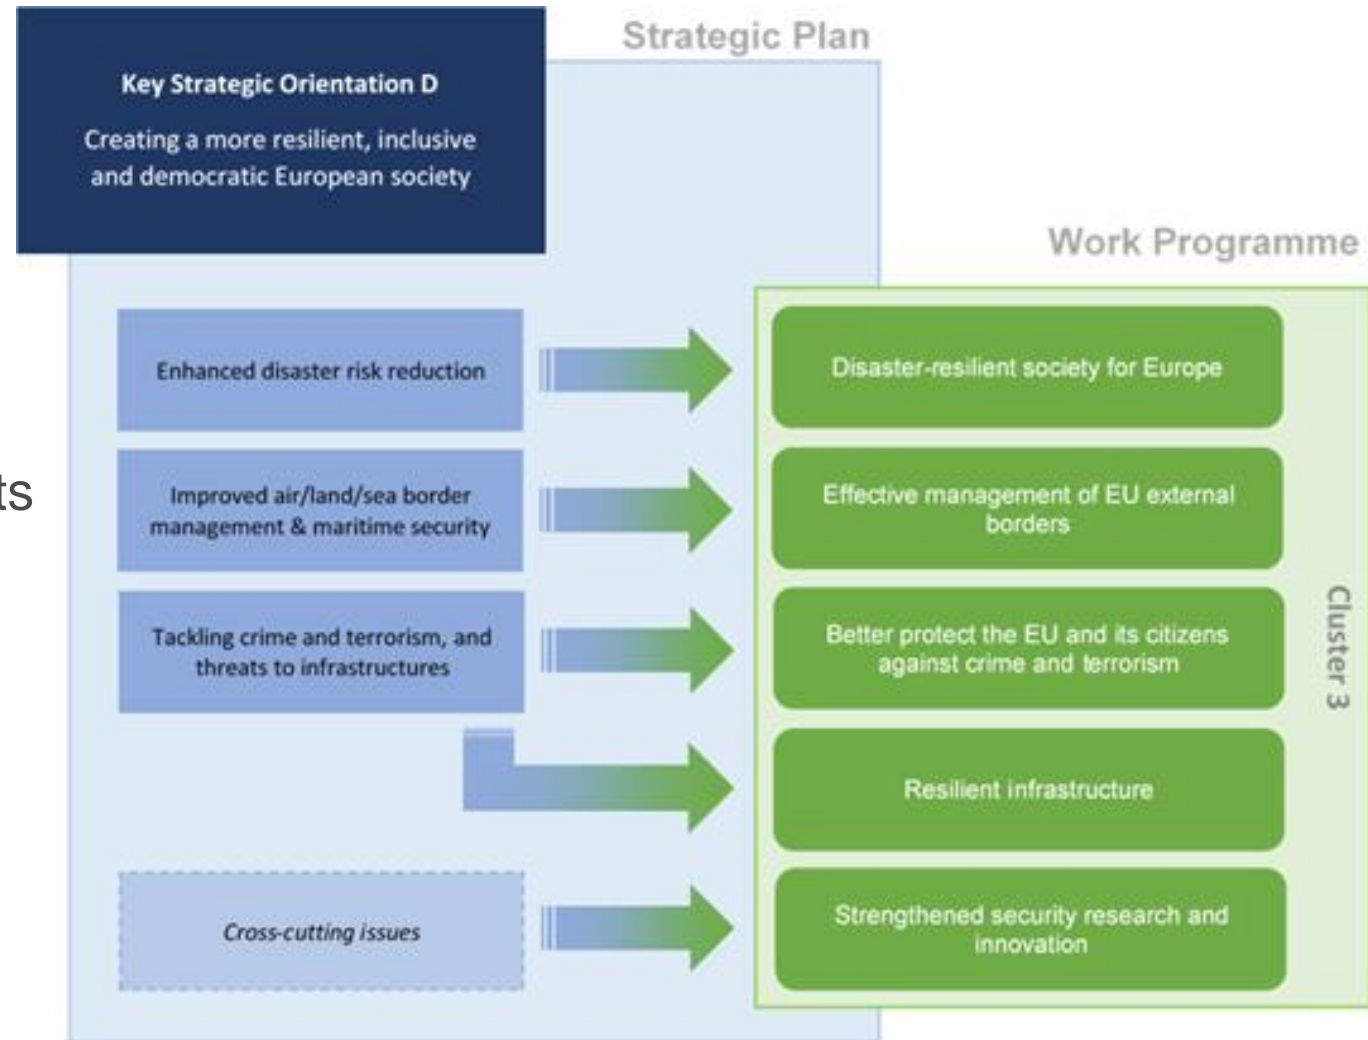 Strategic Plan
Key Strategic Orientation D
Creating a more resilient, inclusive
and democratic European society
Work Programme
Enhanced disaster risk reduction
Disaster-resilient society for Europe
ts
Improved air/land/sea border
management & maritime security
Effective management of EU external
borders
Tackling crime and terrorism, and
threats to infrastructures
Better protect the EU and its citizens
against crime and terrorism
Cluster 3
Resilient infrastructure
Cross-cutting issues
Strengthened security research and
innovation